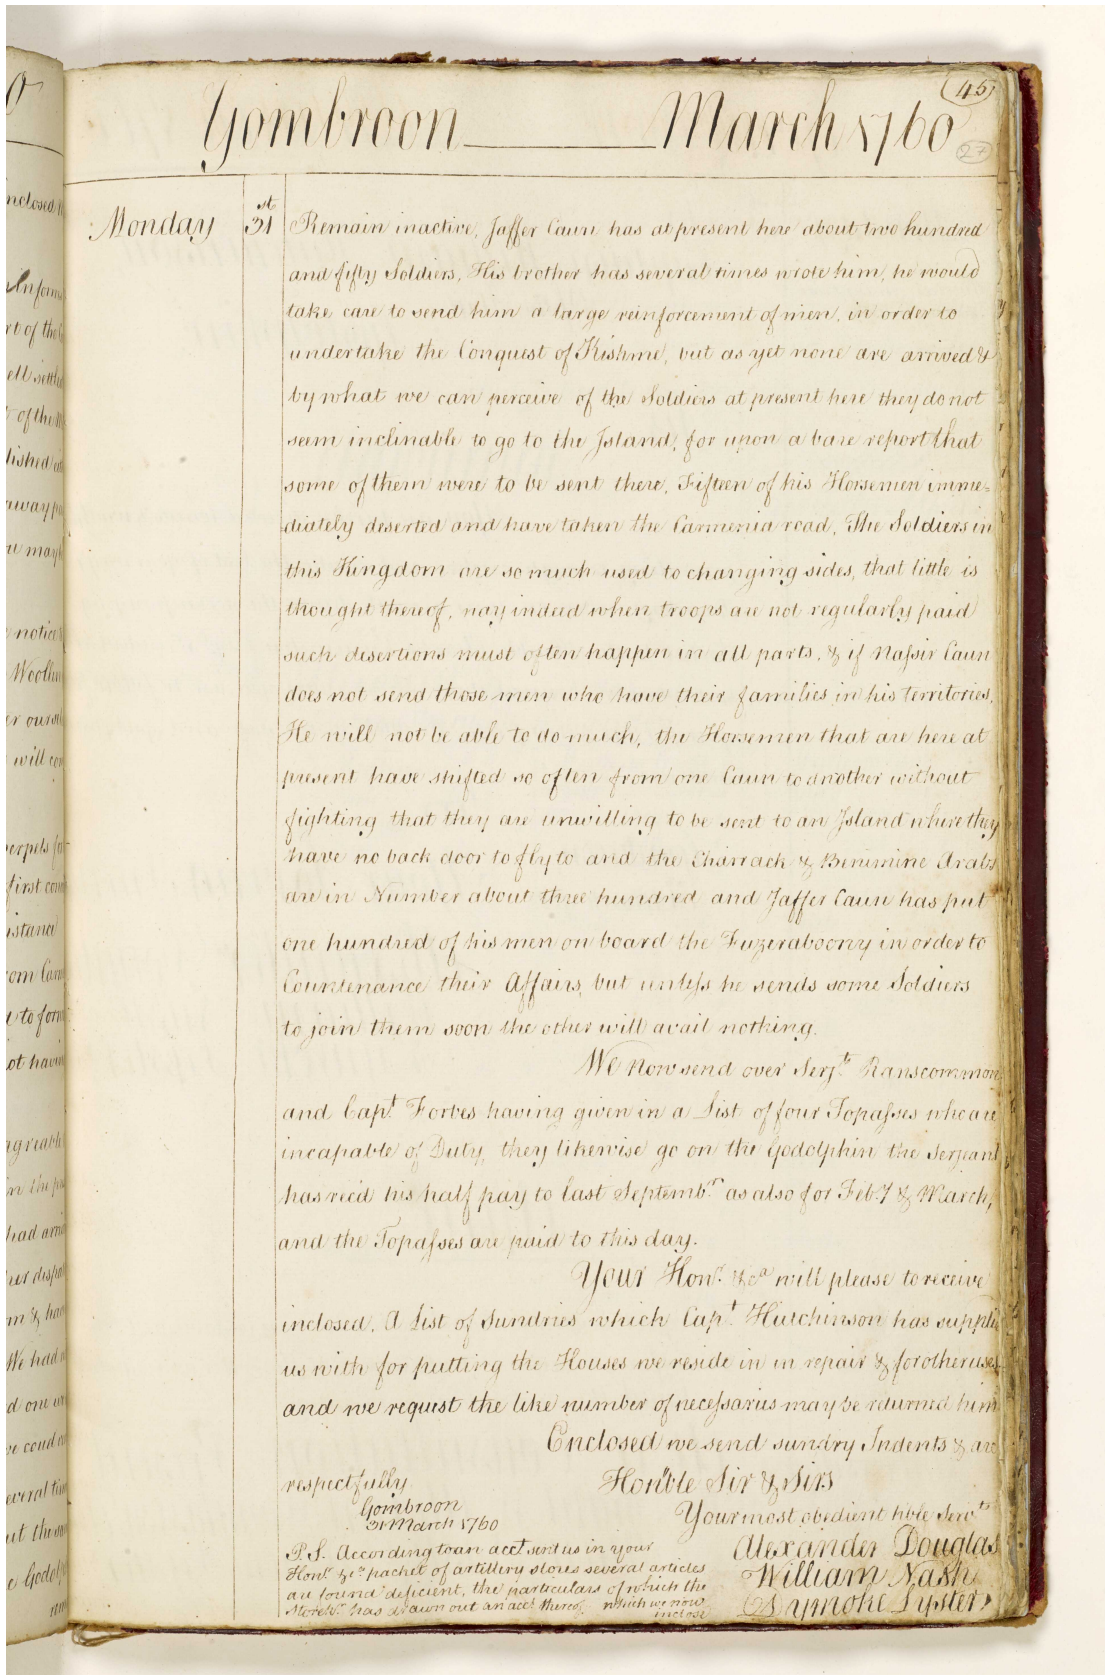 45
Gombroon March 1760
27
Monday 31st Remain inactive, Jaffer Caun has at present here about two hundred
and fifty Soldiers, His brother has several times wrote him, he would
take care to send him a large reinforcement of men, in order to
undertake the Conquest of Kishme, but as yet none are arrived &
by what we can perceive of the Soldiers at present here they do not
seem inclinable to go to the Island, for upon a bare report that
some of them were to be sent there, Fifteen of his Horsemen imme=
diately deserted and have taken the Carmenia road, The Soldiers in
this Kingdom are so much used to changing sides, that little is
thought thereof, nay indeed when troops are not regularly paid
such desertions must often happen in all parts, & if Nassir Caun
does not send those men who have their families in his territories,
He will not be able to do much, the Horsemen that are here at
present have shifted so often from one Caun to another without
fighting that they are unwilling to be sent to an Island where they
have no back door to fly to and the Charrack & Benimine Arabs
are in Number about three hundred and Jaffer Caun has put
one hundred of his men on board the Fuzeraboony in order to
Countenance their Affairs, but unless he sends some Soldiers
to join them soon the other will avail nothing.
We now send over Serjt. Ranscommon
and Capt. Forbes having given in a List of four Topasses who are
incapable of Duty, they likewise go on the Godolphin the Serjeant
has rec'd his half pay to last Septembr. as also for Feb'y & March,
and the Topasses are paid to this day.
Your Honr. &ca will please to receive
inclosed, A List of Sundries which Capt. Hutchinson has supplied
us with for putting the Houses we reside in in repair & for other uses
and we request the like number of necessaries may be returned him
Enclosed we send sundry Indents & are
respectfully Hon'ble Sir & Sirs
Gombroon Your most obedient hble Servts
31 March 1760
Alexander Douglas
William Nash
Dymoke Lyster
P.S. According to an acct. sent us in your
Honr. &ca packet of artillery stores several articles
are found deficient, the particulars of which the
Storekr. has drawn out an acct. thereof which we now
inclose